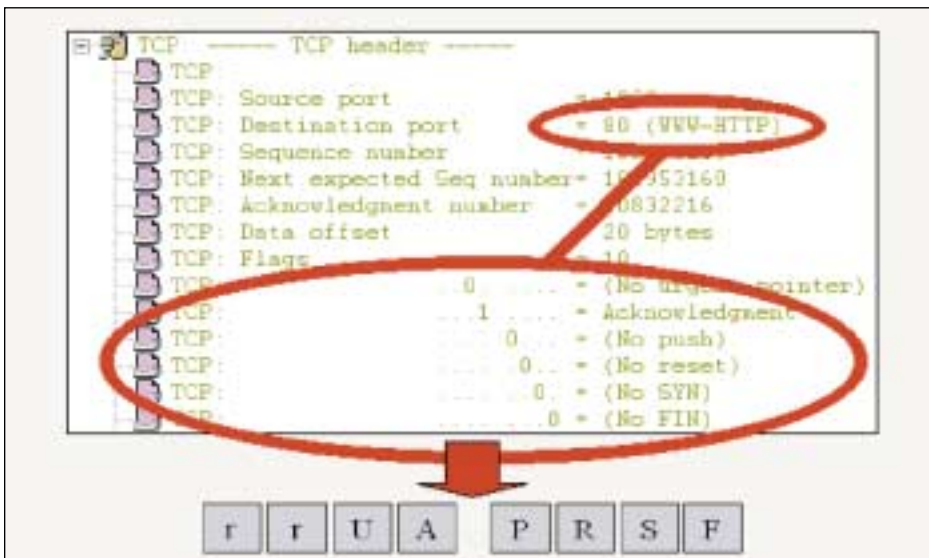 TCP: ----- TCP header -----
TCP:
TCP: Source port =
TCP: Destination port = 80 (WWW-HTTP)
TCP: Sequence number
TCP: Next expected Seq number=
TCP: Acknowledgment number =
TCP: Data offset 20 bytes
TCP: Flags = 10
TCP: ..0. .... = (No urgent pointer)
TCP: ...1 .... = Acknowledgment
TCP: .... 0... = (No push)
TCP: .... .0.. = (No reset)
TCP: .... ..0. = (No SYN)
TCP: .... ...0 = (No FIN)
r r U A P R S F